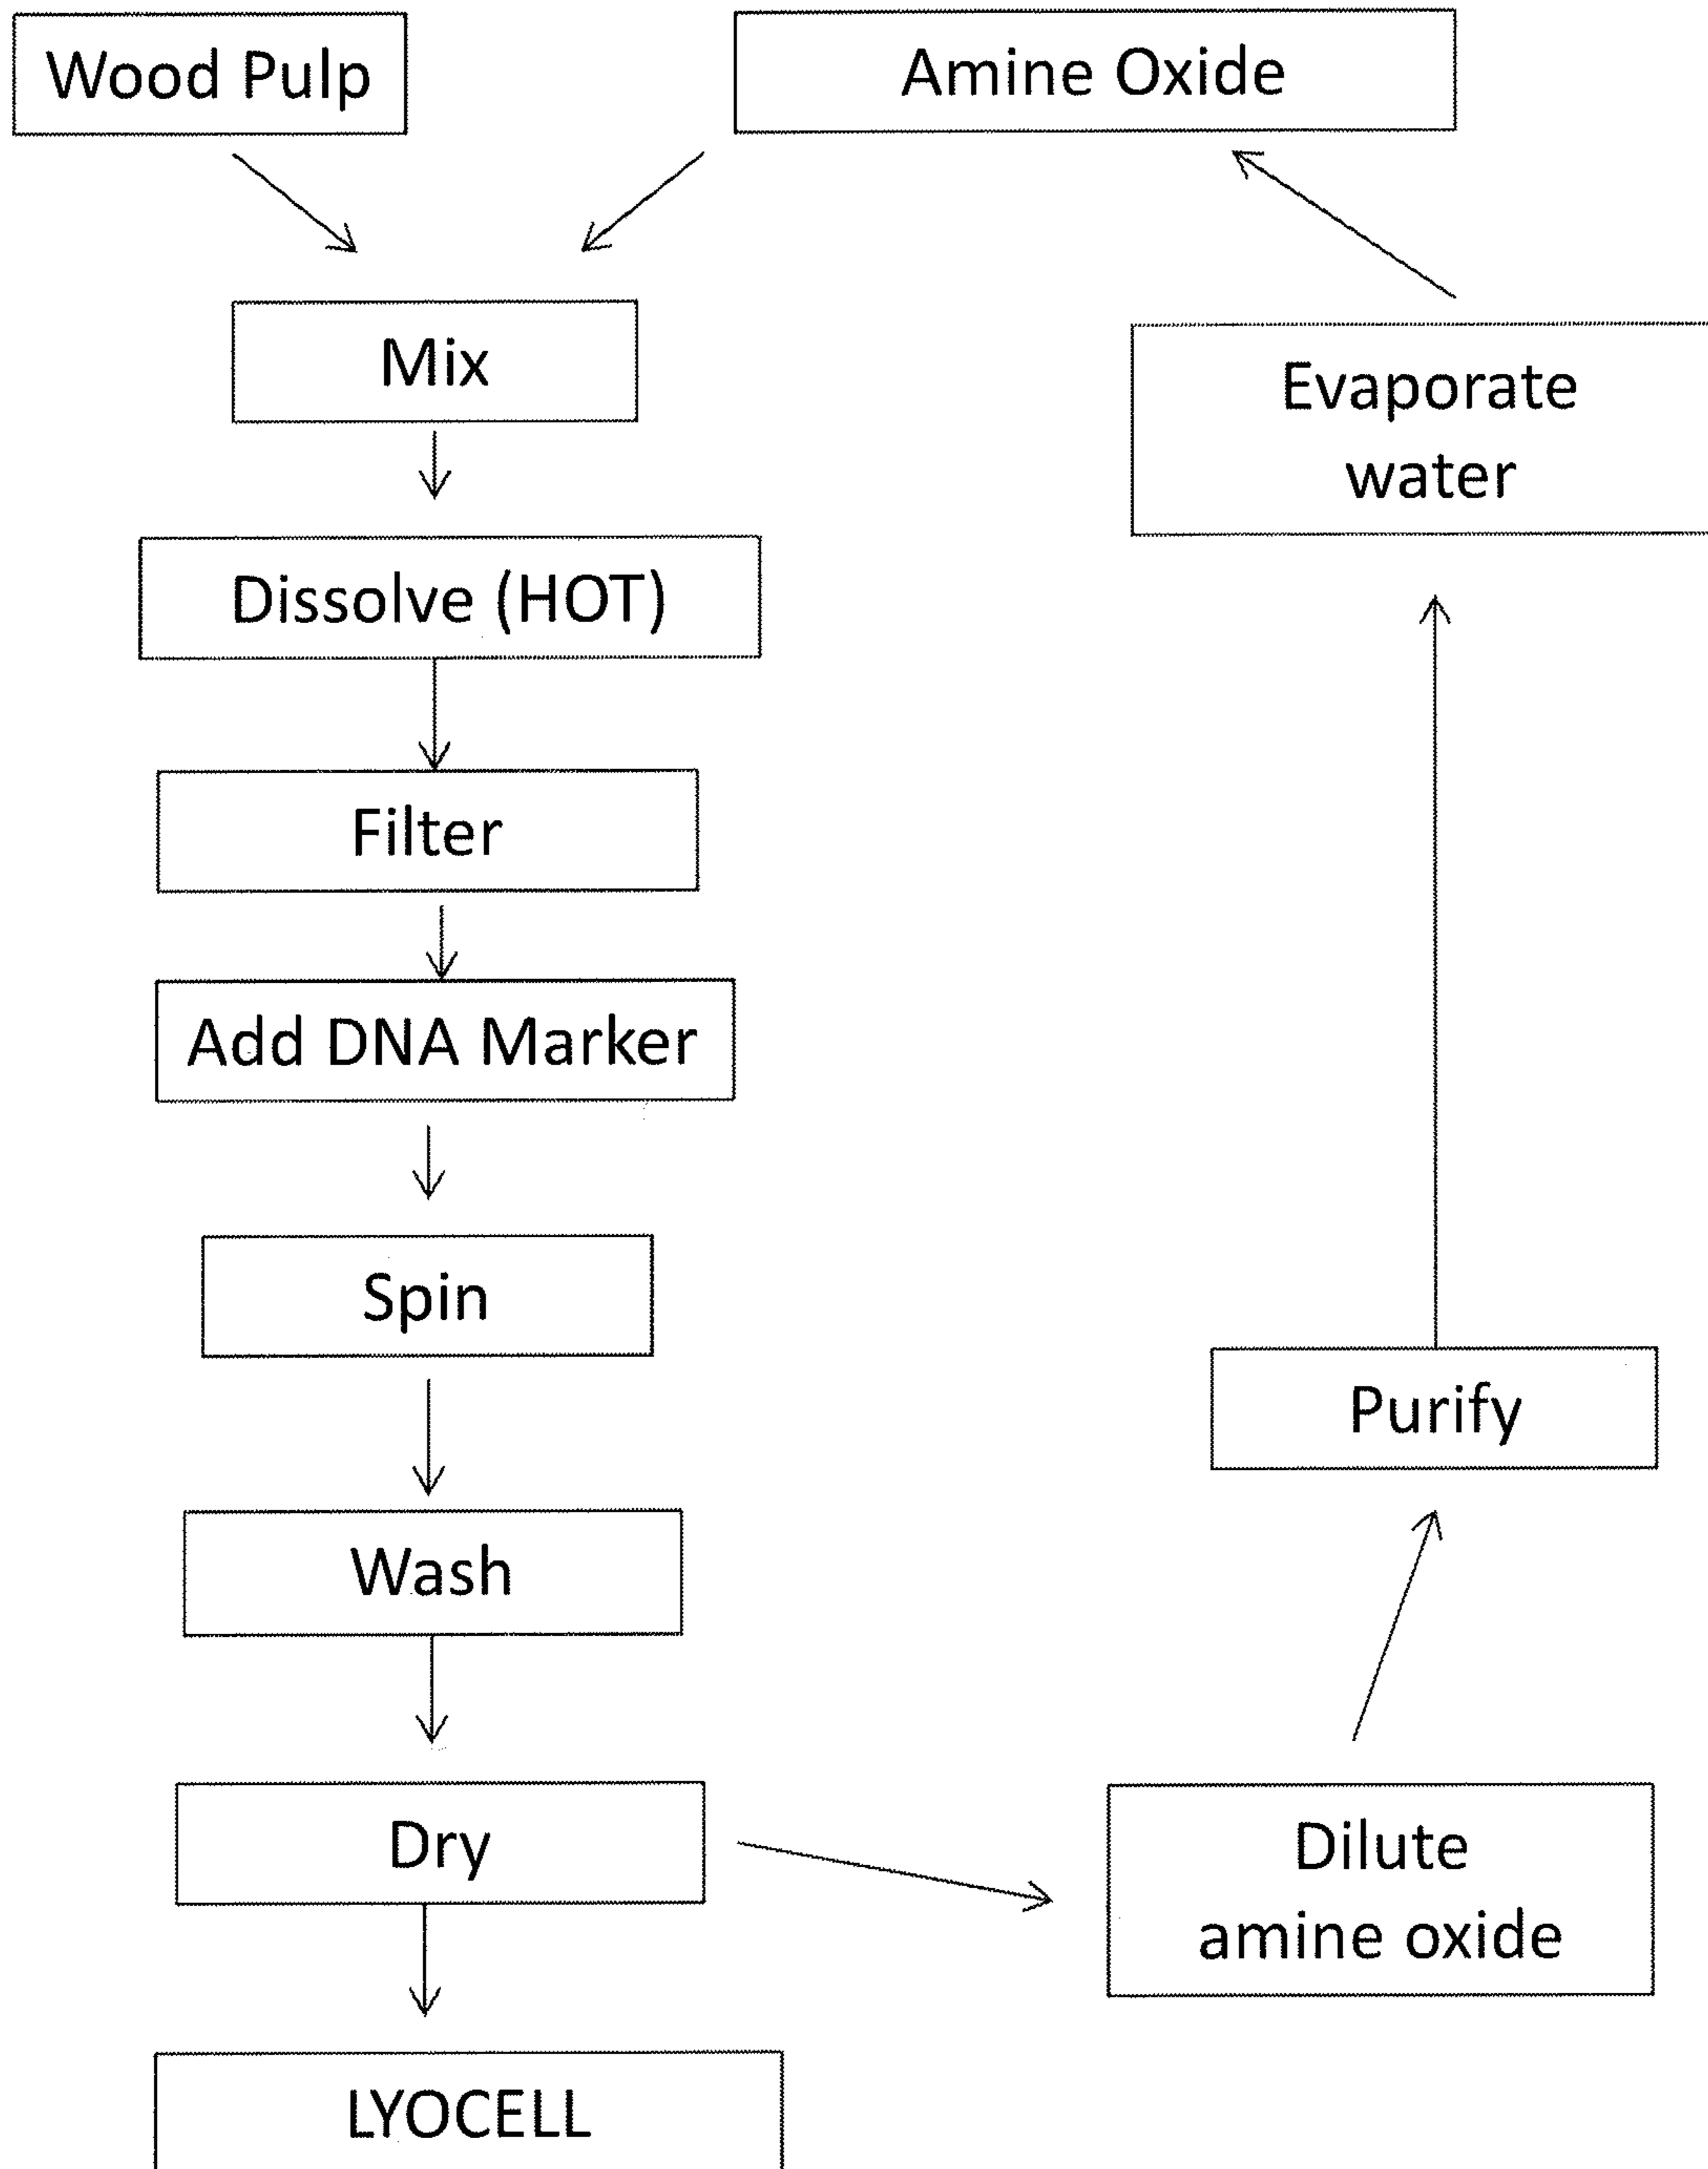 Wood Pulp
Amine Oxide
Mix
Evaporate
water
Dissolve (HOT)
Filter
Add DNA Marker
Spin
Purify
Wash
Dry
Dilute
amine oxide
LYOCELL